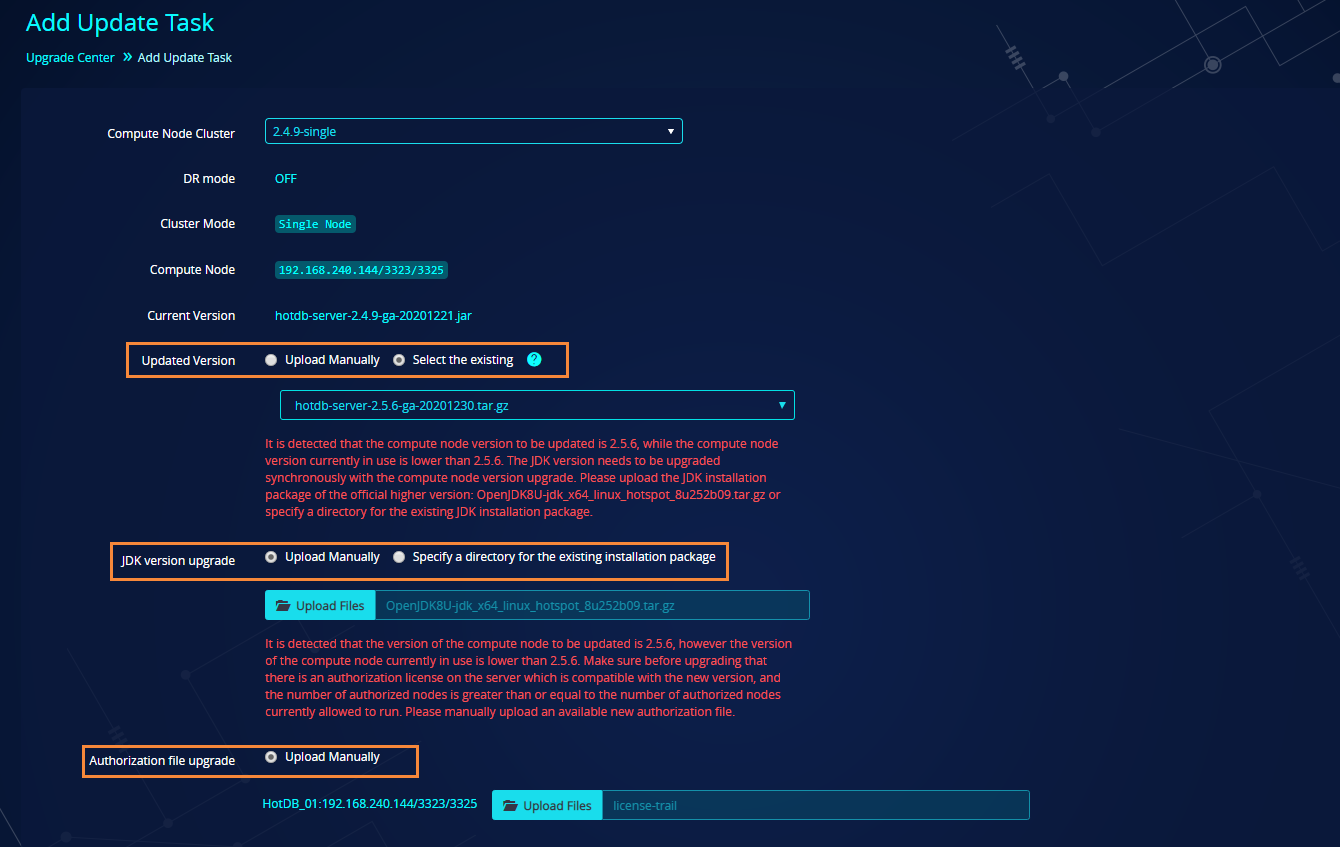 Add Update Task
Upgrade Center » Add Update Task
Compute Node Cluster 2.4.9-single
DR mode OFF
Cluster Mode Single Node
Compute Node 192.168.240.144/3323/3325
Current Version hotdb-server-2.4.9-ga-20201221.jar
Updated Version Upload Manually Select the existing ?
hotdb-server-2.5.6-ga-20201230.tar.gz
It is detected that the compute node version to be updated is 2.5.6, while the compute node
version currently in use is lower than 2.5.6. The JDK version needs to be upgraded
synchronously with the compute node version upgrade. Please upload the JDK installation
package of the official higher version: OpenJDK8U-jdk_x64_linux_hotspot_8u252b09.tar.gz or
specify a directory for the existing JDK installation package.
JDK version upgrade Upload Manually Specify a directory for the existing installation package
Upload Files OpenJDK8U-jdk_x64_linux_hotspot_8u252b09.tar.gz
It is detected that the version of the compute node to be updated is 2.5.6, however the version
of the compute node currently in use is lower than 2.5.6. Make sure before upgrading that
there is an authorization license on the server which is compatible with the new version, and
the number of authorized nodes is greater than or equal to the number of authorized nodes
currently allowed to run. Please manually upload an available new authorization file.
Authorization file upgrade Upload Manually
HotDB_01:192.168.240.144/3323/3325 Upload Files license-trail